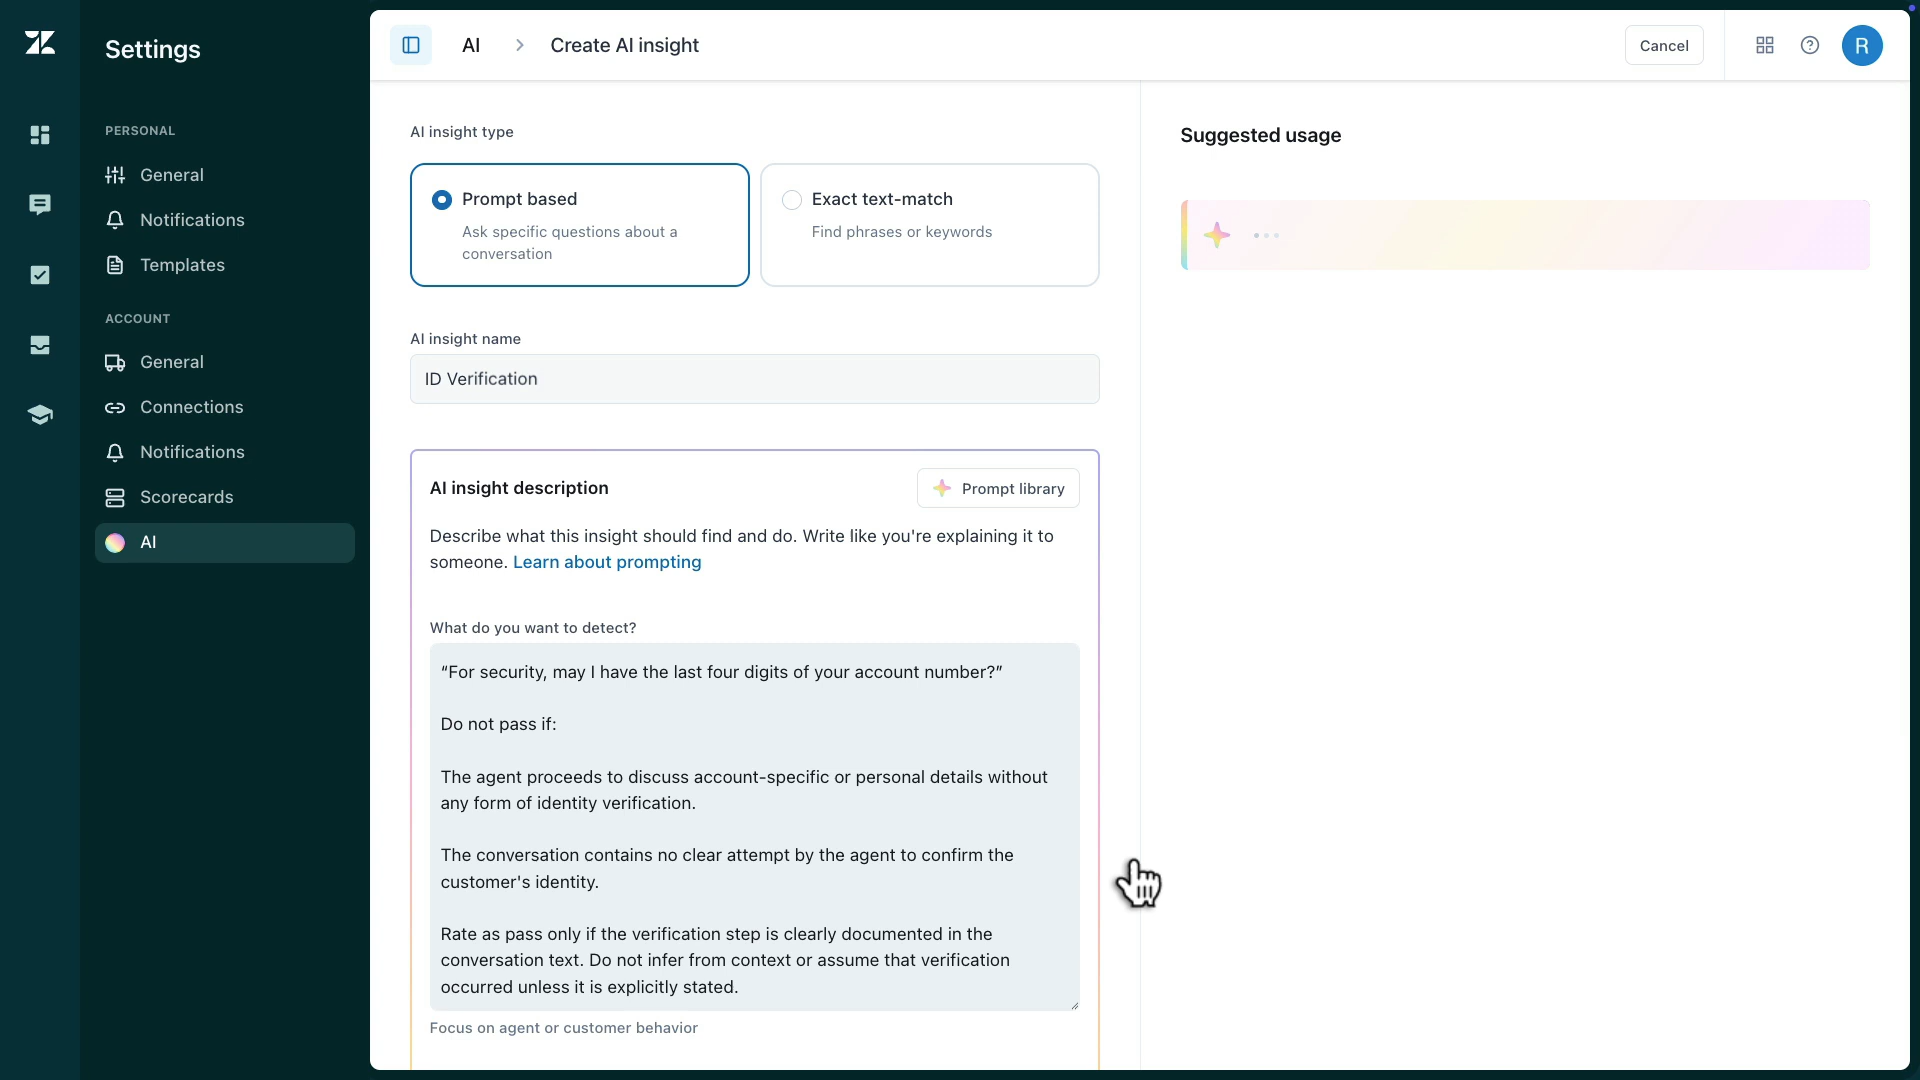 Settings
PERSONAL
General
Notifications
Templates
ACCOUNT
General
Connections
Notifications
Scorecards
AI
AI
Create AI insight
Cancel
R
AI insight type
Prompt based
Ask specific questions about a
conversation
Exact text-match
Find phrases or keywords
AI insight name
ID Verification
AI insight description
Prompt library
Describe what this insight should find and do. Write like you're explaining it to
someone. Learn about prompting
What do you want to detect?
“For security, may I have the last four digits of your account number?”
Do not pass if:
The agent proceeds to discuss account-specific or personal details without
any form of identity verification.
The conversation contains no clear attempt by the agent to confirm the
customer's identity.
Rate as pass only if the verification step is clearly documented in the
conversation text. Do not infer from context or assume that verification
occurred unless it is explicitly stated.
Focus on agent or customer behavior
Suggested usage